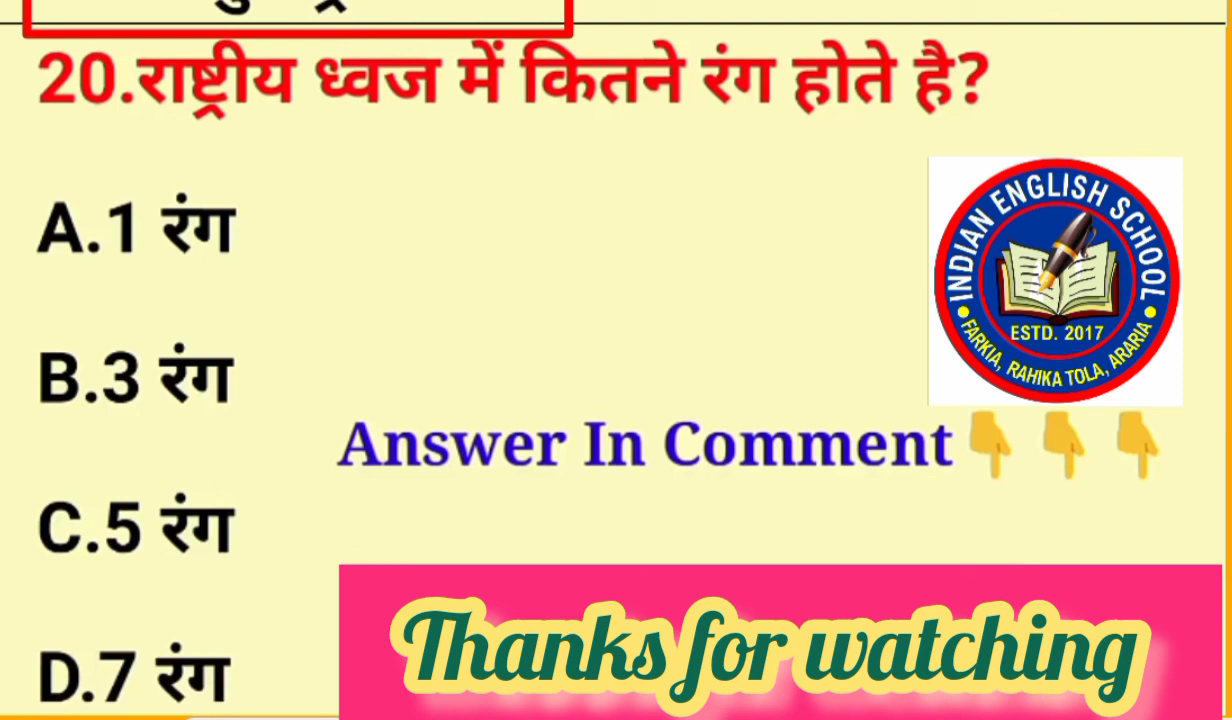 20.राष्ट्रीय ध्वज में कितने रंग होते है?
A.1 रंग
INDIAN ENGLISH SCHOOL
ESTD. 2017
FARKIA, RAHIKA TOLA, ARARIA
B.3 रंग
Answer In Comment👇👇👇
C.5 रंग
Thanks for watching
D.7 रंग